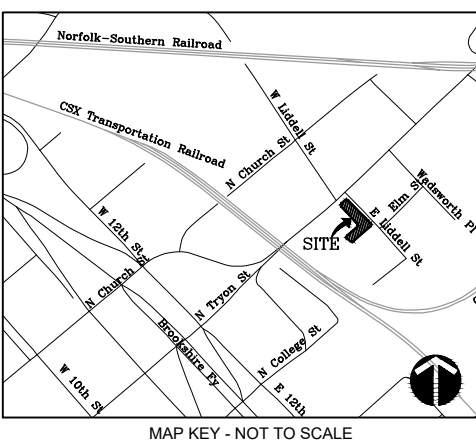 Norfolk-Southern Railroad
CSX Transportation Railroad
W Liddell St
N Church St
Wadsworth Pl
Elm St
E Liddell St
SITE
W 12th St
N Church St
N Tryon St
Brookshire Fy
N College St
E 12th
W 10th St
MAP KEY - NOT TO SCALE